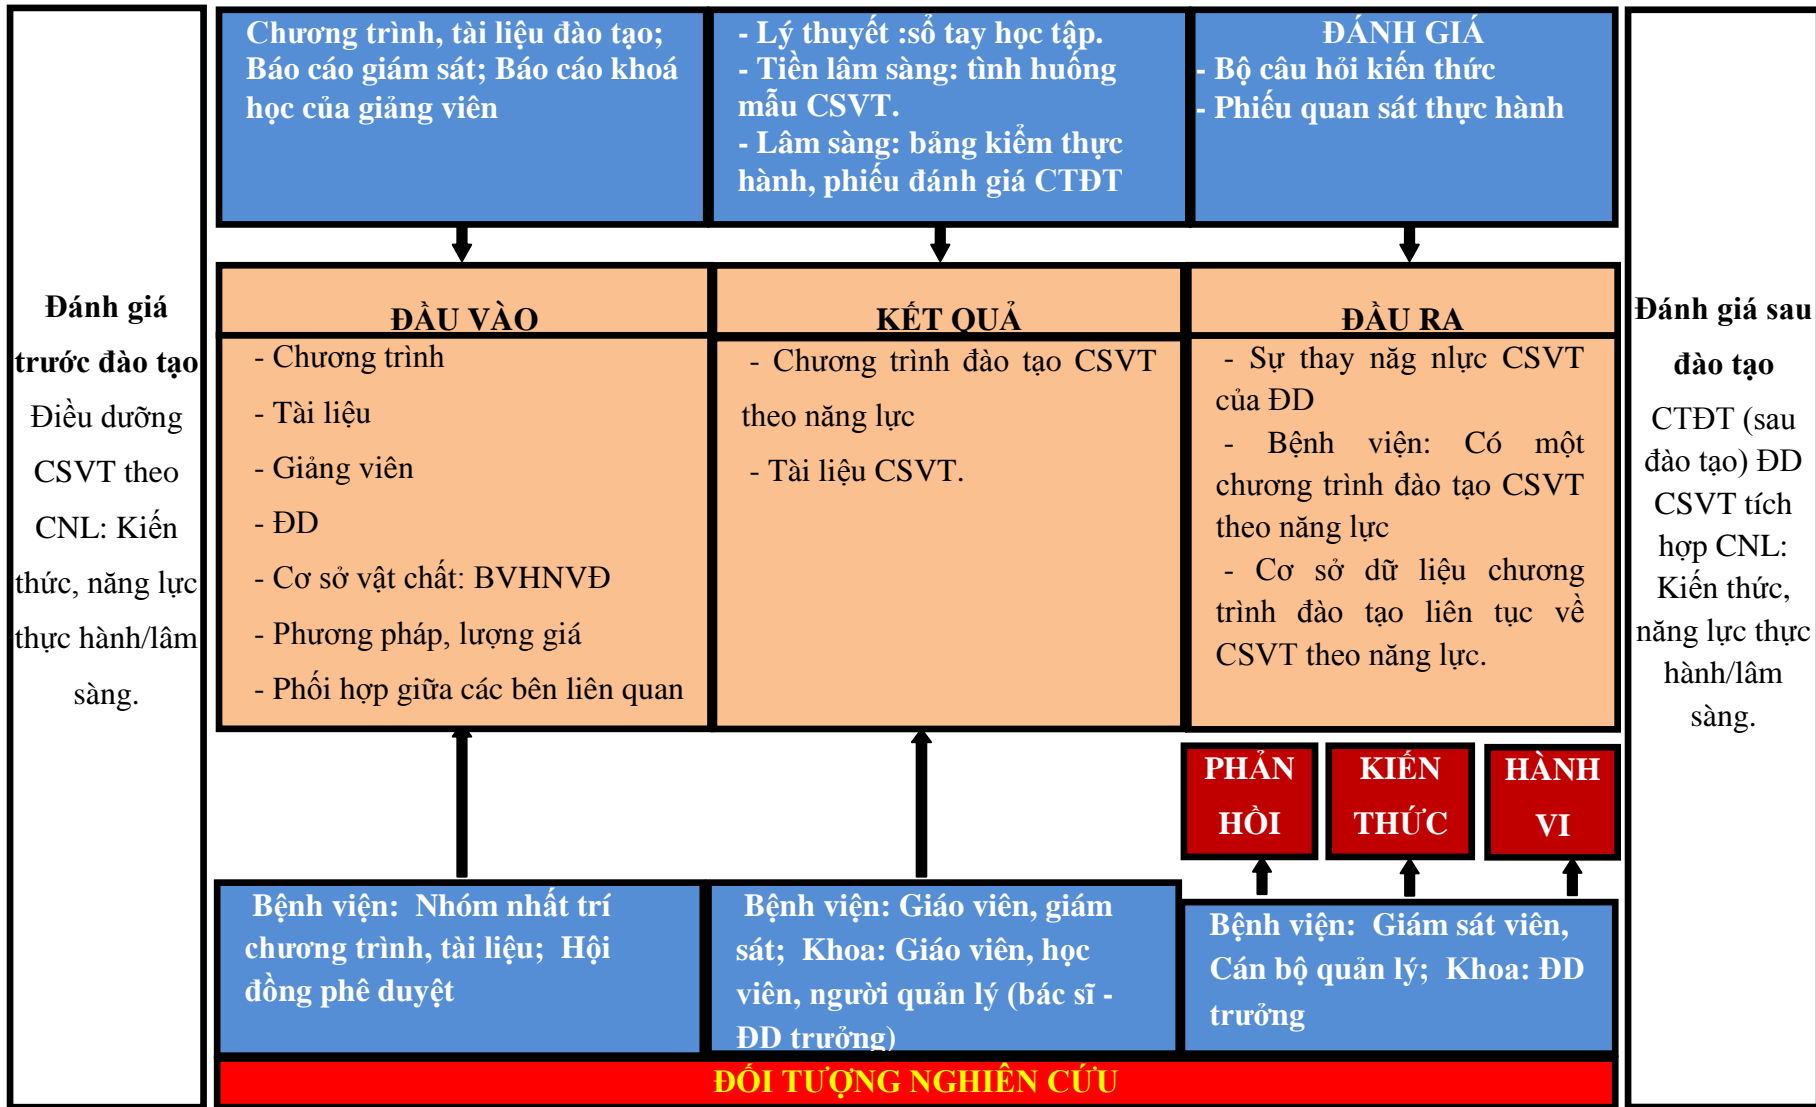 Đánh giá
trước đào tạo
Điều dưỡng
CSVT theo
CNL: Kiến
thức, năng lực
thực hành/lâm
sàng.
Chương trình, tài liệu đào tạo;
Báo cáo giám sát; Báo cáo khoá
học của giảng viên
- Lý thuyết :sổ tay học tập.
- Tiền lâm sàng: tình huống
mẫu CSVT.
- Lâm sàng: bảng kiểm thực
hành, phiếu đánh giá CTĐT
ĐÁNH GIÁ
- Bộ câu hỏi kiến thức
- Phiếu quan sát thực hành
ĐẦU VÀO
- Chương trình
- Tài liệu
- Giảng viên
- ĐD
- Cơ sở vật chất: BVHNVĐ
- Phương pháp, lượng giá
- Phối hợp giữa các bên liên quan
KẾT QUẢ
- Chương trình đào tạo CSVT
theo năng lực
- Tài liệu CSVT.
ĐẦU RA
- Sự thay năg nlực CSVT
của ĐD
- Bệnh viện: Có một
chương trình đào tạo CSVT
theo năng lực
- Cơ sở dữ liệu chương
trình đào tạo liên tục về
CSVT theo năng lực.
PHẢN
HỒI
KIẾN
THỨC
HÀNH
VI
Bệnh viện: Nhóm nhất trí
chương trình, tài liệu; Hội
đồng phê duyệt
Bệnh viện: Giáo viên, giám
sát; Khoa: Giáo viên, học
viên, người quản lý (bác sĩ -
ĐD trưởng)
Bệnh viện: Giám sát viên,
Cán bộ quản lý; Khoa: ĐD
trưởng
ĐỐI TƯỢNG NGHIÊN CỨU
Đánh giá sau
đào tạo
CTĐT (sau
đào tạo) ĐD
CSVT tích
hợp CNL:
Kiến thức,
năng lực thực
hành/lâm
sàng.